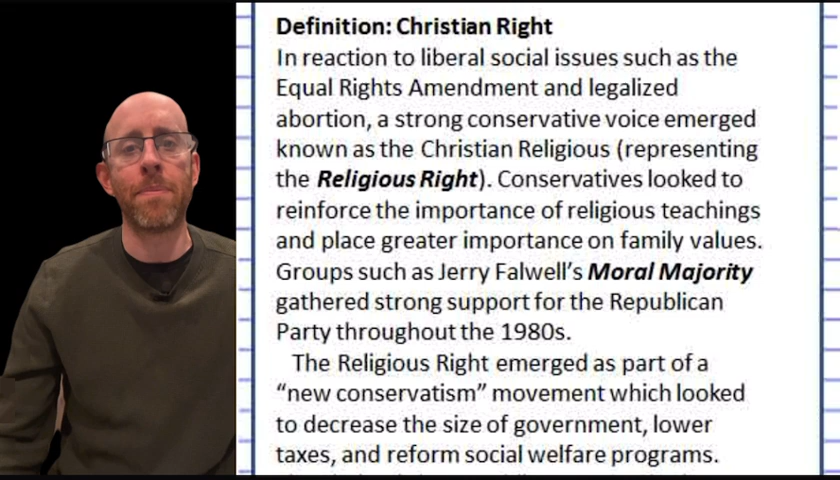 Definition: Christian Right
In reaction to liberal social issues such as the
Equal Rights Amendment and legalized
abortion, a strong conservative voice emerged
known as the Christian Religious (representing
the Religious Right). Conservatives looked to
reinforce the importance of religious teachings
and place greater importance on family values.
Groups such as Jerry Falwell's Moral Majority
gathered strong support for the Republican
Party throughout the 1980s.
The Religious Right emerged as part of a
“new conservatism” movement which looked
to decrease the size of government, lower
taxes, and reform social welfare programs.